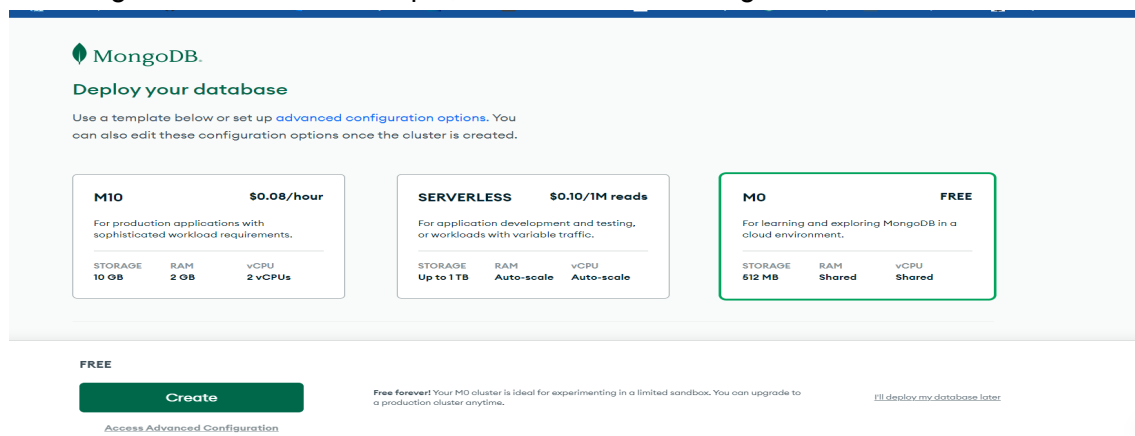 MongoDB.
Deploy your database
Use a template below or set up advanced configuration options. You
can also edit these configuration options once the cluster is created.
M10 $0.08/hour
For production applications with
sophisticated workload requirements.
STORAGE RAM vCPU
10 GB 2 GB 2 vCPUs
SERVERLESS $0.10/1M reads
For application development and testing,
or workloads with variable traffic.
STORAGE RAM vCPU
Up to 1 TB Auto-scale Auto-scale
M0 FREE
For learning and exploring MongoDB in a
cloud environment.
STORAGE RAM vCPU
512 MB Shared Shared
FREE
Create
Access Advanced Configuration
Free forever! Your M0 cluster is ideal for experimenting in a limited sandbox. You can upgrade to
a production cluster anytime.
I'll deploy my database later